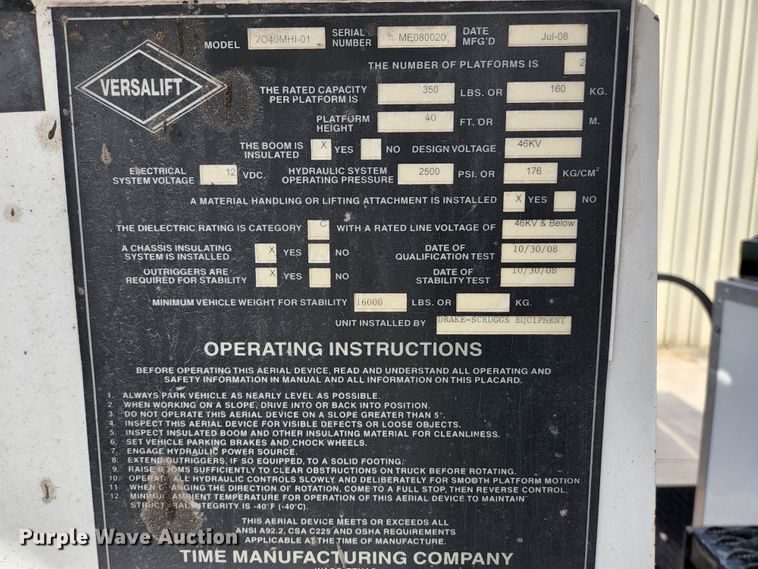 MODEL VO40MHI-01 SERIAL NUMBER ME080020 DATE MFG'D Jul-08
VERSALIFT
THE NUMBER OF PLATFORMS IS 2
THE RATED CAPACITY PER PLATFORM IS 350 LBS. OR 160 KG.
PLATFORM HEIGHT 40 FT. OR M.
THE BOOM IS INSULATED X YES NO DESIGN VOLTAGE 46KV
ELECTRICAL SYSTEM VOLTAGE 12 VDC. HYDRAULIC SYSTEM OPERATING PRESSURE 2500 PSI. OR 176 KG/CM²
A MATERIAL HANDLING OR LIFTING ATTACHMENT IS INSTALLED X YES NO
THE DIELECTRIC RATING IS CATEGORY C WITH A RATED LINE VOLTAGE OF 46KV & Below
A CHASSIS INSULATING SYSTEM IS INSTALLED X YES NO DATE OF QUALIFICATION TEST 10/30/08
OUTRIGGERS ARE REQUIRED FOR STABILITY X YES NO DATE OF STABILITY TEST 10/30/08
MINIMUM VEHICLE WEIGHT FOR STABILITY 16000 LBS. OR KG.
UNIT INSTALLED BY DRAKE-SCRUGGS EQUIPMENT
OPERATING INSTRUCTIONS
BEFORE OPERATING THIS AERIAL DEVICE, READ AND UNDERSTAND ALL OPERATING AND
SAFETY INFORMATION IN MANUAL AND ALL INFORMATION ON THIS PLACARD.
1. ALWAYS PARK VEHICLE AS NEARLY LEVEL AS POSSIBLE.
2. WHEN WORKING ON A SLOPE, DRIVE INTO OR BACK INTO POSITION.
3. DO NOT OPERATE THIS AERIAL DEVICE ON A SLOPE GREATER THAN 5°.
4. INSPECT THIS AERIAL DEVICE FOR VISIBLE DEFECTS OR LOOSE OBJECTS.
5. INSPECT INSULATED BOOM AND OTHER INSULATING MATERIAL FOR CLEANLINESS.
6. SET VEHICLE PARKING BRAKES AND CHOCK WHEELS.
7. ENGAGE HYDRAULIC POWER SOURCE.
8. EXTEND OUTRIGGERS, IF SO EQUIPPED, TO A SOLID FOOTING.
9. RAISE BOOMS SUFFICIENTLY TO CLEAR OBSTRUCTIONS ON TRUCK BEFORE ROTATING.
10. OPERATE ALL HYDRAULIC CONTROLS SLOWLY AND DELIBERATELY FOR SMOOTH PLATFORM MOTION
11. WHEN CHANGING THE DIRECTION OF ROTATION, COME TO A FULL STOP, THEN REVERSE CONTROL.
12. MINIMUM AMBIENT TEMPERATURE FOR OPERATION OF THIS AERIAL DEVICE TO MAINTAIN
STRUCTURAL INTEGRITY IS -40°F (-40°C).
THIS AERIAL DEVICE MEETS OR EXCEEDS ALL
ANSI A92.2, CSA C225 AND OSHA REQUIREMENTS
APPLICABLE AT THE TIME OF MANUFACTURE.
TIME MANUFACTURING COMPANY
Purple Wave Auction